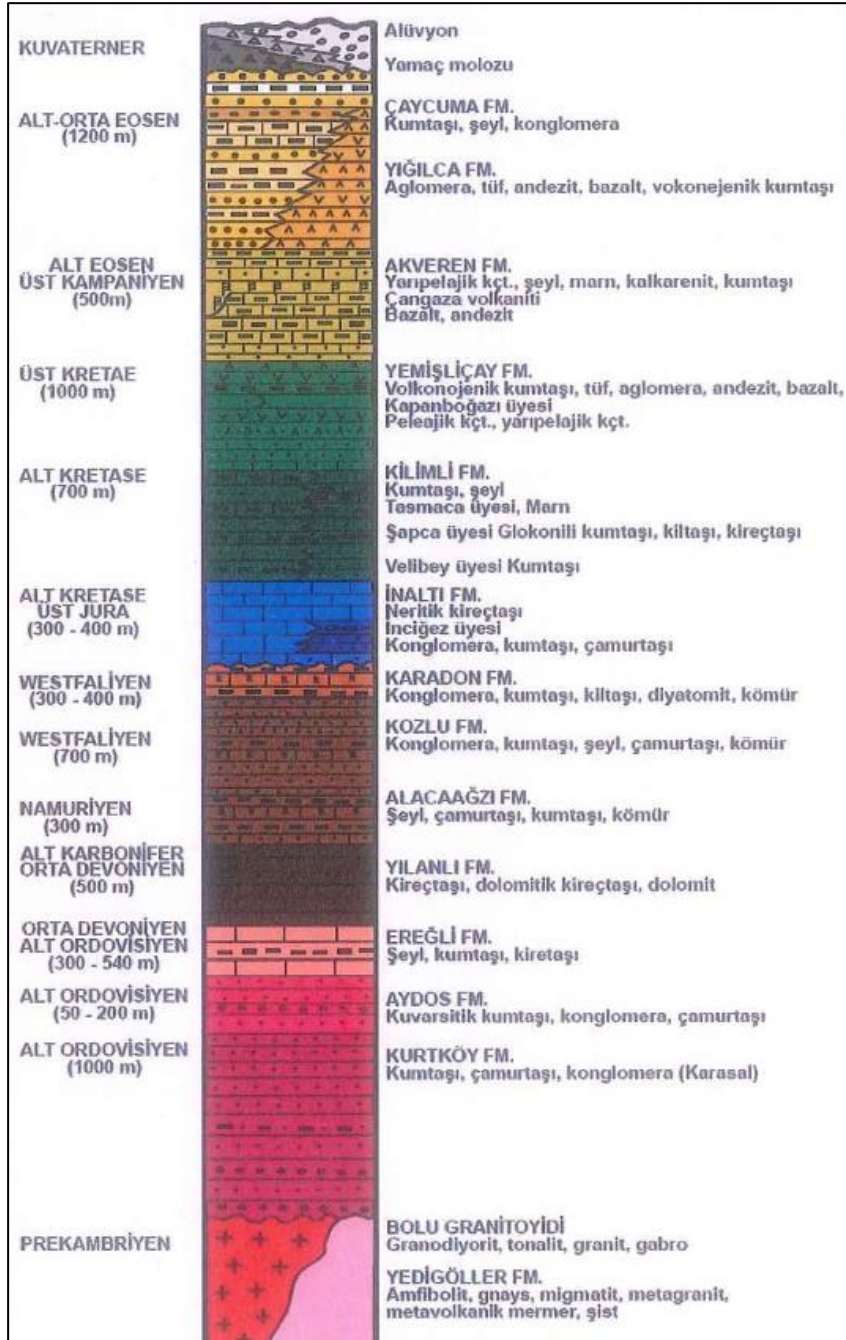 KUVATERNER
Alüvyon
Yamaç molozu
ALT-ORTA EOSEN
(1200 m)
ÇAYCUMA FM.
Kumtaşı, şeyl, konglomera
YIĞILCA FM.
Aglomera, tüf, andezit, bazalt, vokonejenik kumtaşı
ALT EOSEN
ÜST KAMPANİYEN
(500m)
AKVEREN FM.
Yarıpelajik kçt., şeyl, marn, kalkarenit, kumtaşı
Çangaza volkaniti
Bazalt, andezit
ÜST KRETAE
(1000 m)
YEMİŞLİÇAY FM.
Volkonojenik kumtaşı, tüf, aglomera, andezit, bazalt,
Kapanboğazı üyesi
Peleajik kçt., yarıpelajik kçt.
ALT KRETASE
(700 m)
KİLİMLİ FM.
Kumtaşı, şeyl
Tasmaca üyesi, Marn
Şapca üyesi Glokonili kumtaşı, kiltaşı, kireçtaşı
Velibey üyesi Kumtaşı
ALT KRETASE
ÜST JURA
(300 - 400 m)
İNALTI FM.
Neritik kireçtaşı
İnciğez üyesi
Konglomera, kumtaşı, çamurtaşı
WESTFALİYEN
(300 - 400 m)
KARADON FM.
Konglomera, kumtaşı, kiltaşı, diyatomit, kömür
WESTFALİYEN
(700 m)
KOZLU FM.
Konglomera, kumtaşı, şeyl, çamurtaşı, kömür
NAMURİYEN
(300 m)
ALACAAĞZI FM.
Şeyl, çamurtaşı, kumtaşı, kömür
ALT KARBONİFER
ORTA DEVONİYEN
(500 m)
YILANLI FM.
Kireçtaşı, dolomitik kireçtaşı, dolomit
ORTA DEVONİYEN
ALT ORDOVİSİYEN
(300 - 540 m)
EREĞLİ FM.
Şeyl, kumtaşı, kiretaşı
ALT ORDOVİSİYEN
(50 - 200 m)
AYDOS FM.
Kuvarsitik kumtaşı, konglomera, çamurtaşı
ALT ORDOVİSİYEN
(1000 m)
KURTKÖY FM.
Kumtaşı, çamurtaşı, konglomera (Karasal)
PREKAMBRİYEN
BOLU GRANİTOYİDİ
Granodiyorit, tonalit, granit, gabro
YEDİGÖLLER FM.
Amfibolit, gnays, migmatit, metagranit,
metavolkanik mermer, şist